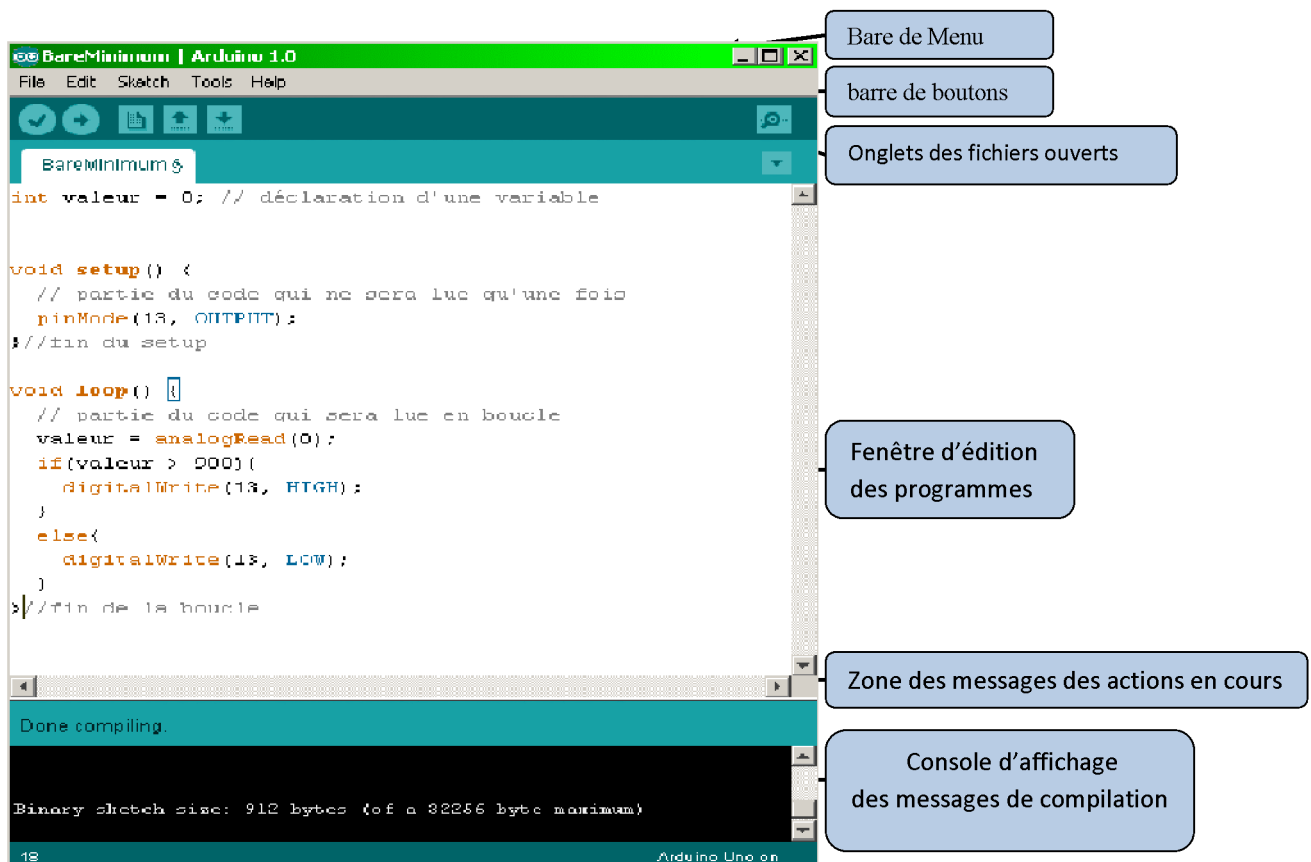 Bare de Menu
BareMinimum | Arduino 1.0
File Edit Sketch Tools Help
barre de boutons
Onglets des fichiers ouverts
BareMinimum §
int valeur = 0; // déclaration d'une variable
void setup() {
// partie du code qui ne sera lue qu'une fois
pinMode(13, OUTPUT);
}//fin du setup
void loop() {
// partie du code qui sera lue en boucle
valeur = analogRead(0);
if(valeur > 900){
digitalWrite(13, HIGH);
}
else{
digitalWrite(13, LOW);
}
}//fin de la boucle
Fenêtre d'édition
des programmes
Zone des messages des actions en cours
Done compiling.
Console d'affichage
des messages de compilation
Binary sketch size: 912 bytes (of a 32256 byte maximum)
18
Arduino Uno on